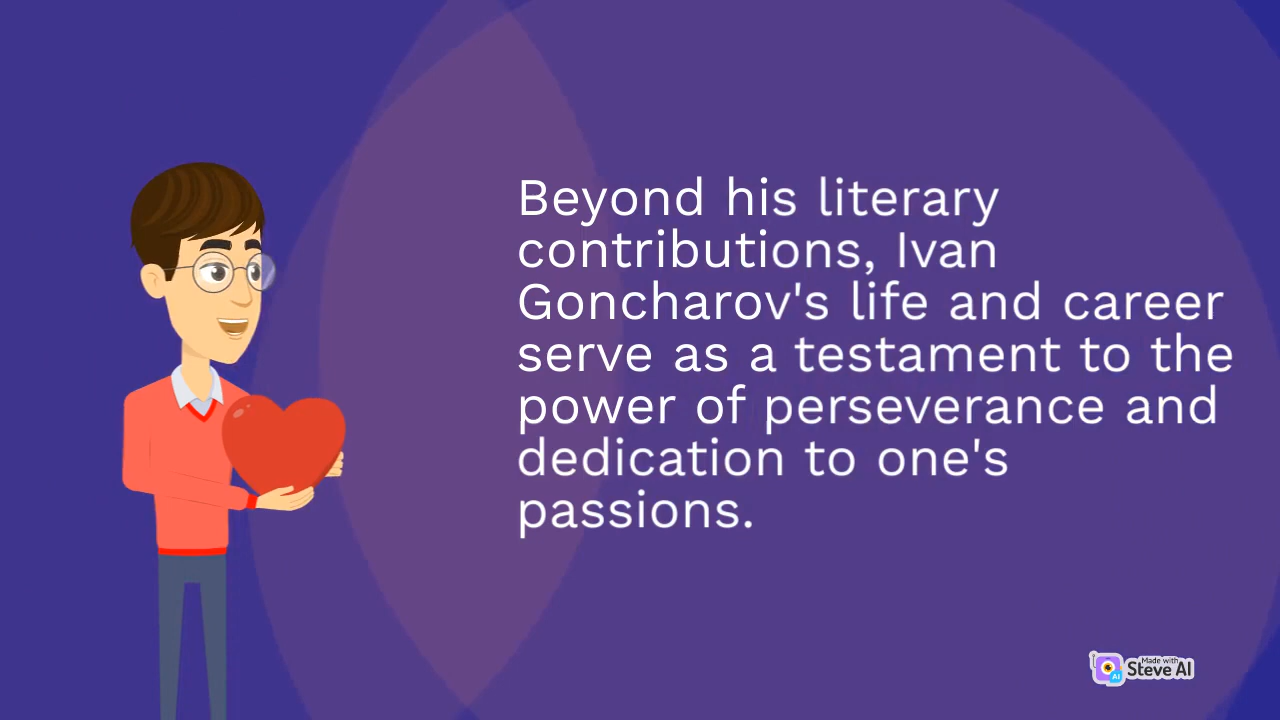 Beyond his literary
contributions, Ivan
Goncharov's life and career
serve as a testament to the
power of perseverance and
dedication to one's
passions.
Made with
Steve AI
AI